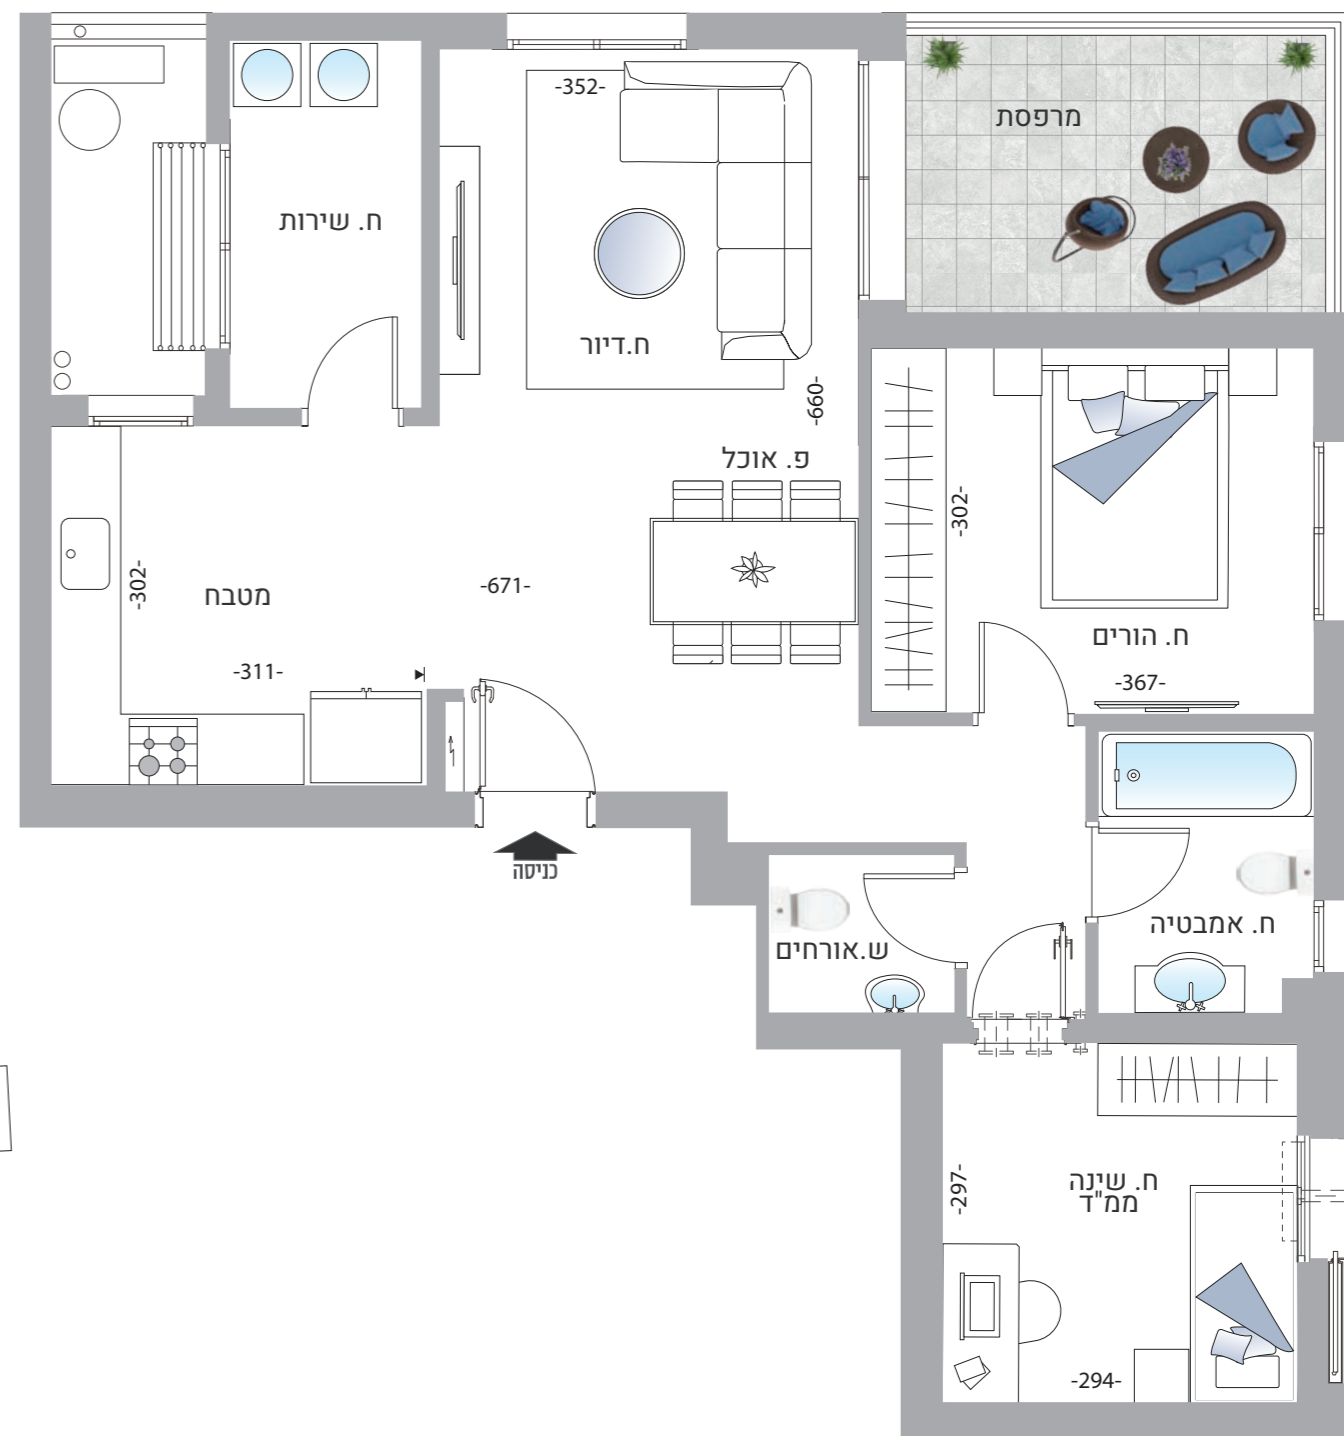 -352-
מרפסת
ח. שירות
ח.דיור
-660-
פ. אוכל
-302-
-302-
מטבח
-671-
ח. הורים
-311-
-367-
כניסה
ח. אמבטיה
ש.אורחים
-297-
ח. שינה
ממ"ד
-294-